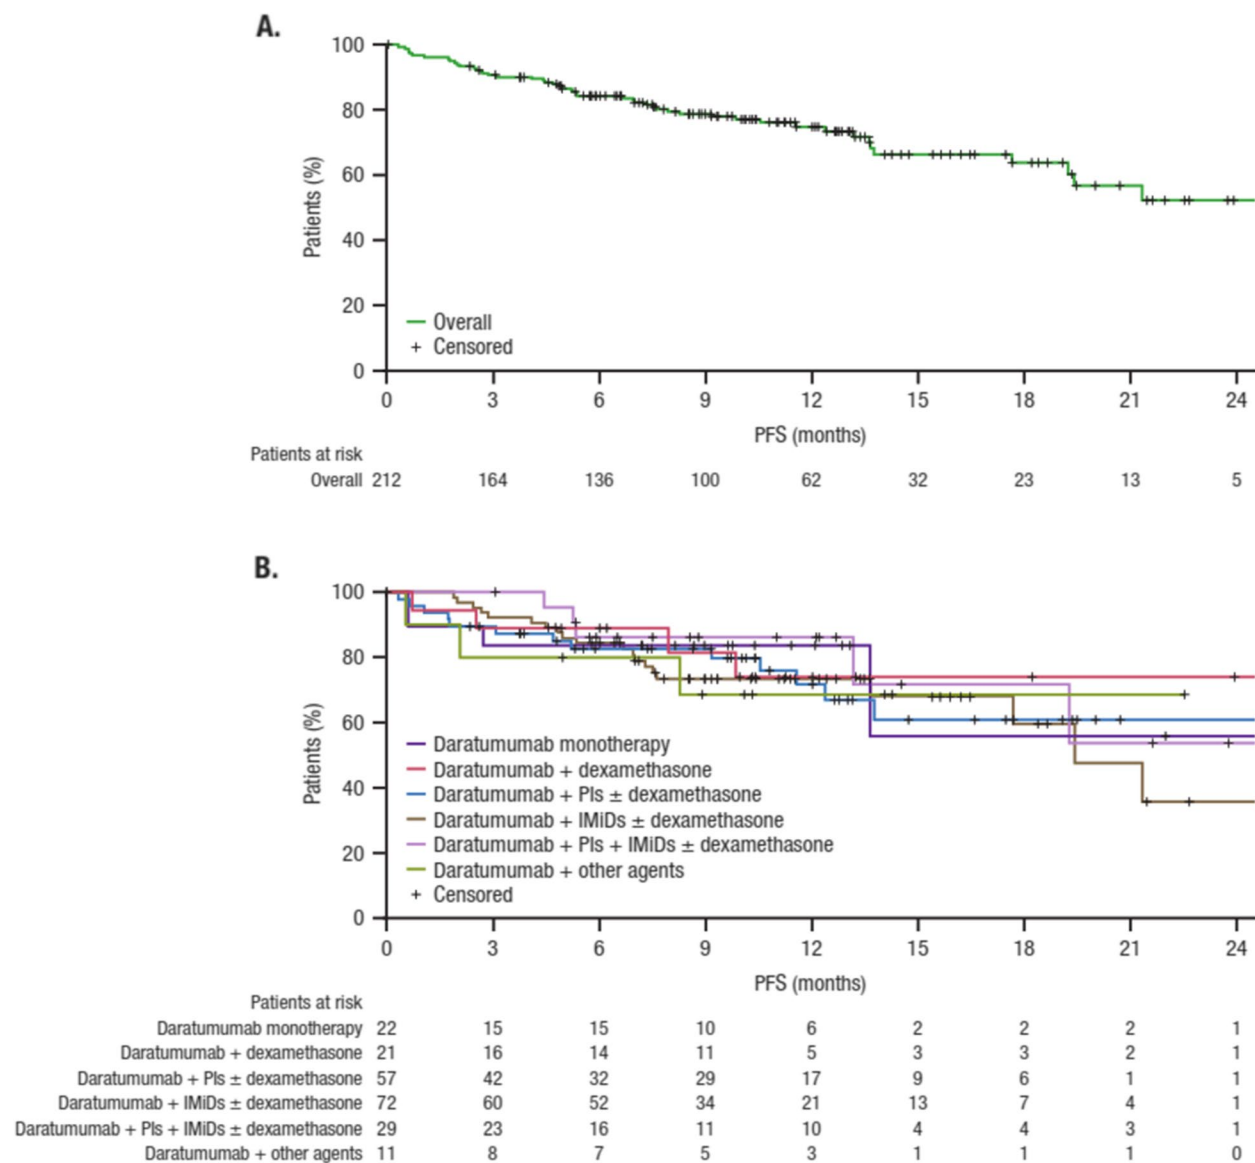 A.
100
80
60
40
20
0
Patients (%)
Overall
+ Censored
0 3 6 9 12 15 18 21 24
PFS (months)
Patients at risk
Overall 212 164 136 100 62 32 23 13 5
B.
100
80
60
40
20
0
Patients (%)
Daratumumab monotherapy
Daratumumab + dexamethasone
Daratumumab + PIs ± dexamethasone
Daratumumab + IMiDs ± dexamethasone
Daratumumab + PIs + IMiDs ± dexamethasone
Daratumumab + other agents
+ Censored
0 3 6 9 12 15 18 21 24
PFS (months)
Patients at risk
Daratumumab monotherapy 22 15 15 10 6 2 2 2 1
Daratumumab + dexamethasone 21 16 14 11 5 3 3 2 1
Daratumumab + PIs ± dexamethasone 57 42 32 29 17 9 6 1 1
Daratumumab + IMiDs ± dexamethasone 72 60 52 34 21 13 7 4 1
Daratumumab + PIs + IMiDs ± dexamethasone 29 23 16 11 10 4 4 3 1
Daratumumab + other agents 11 8 7 5 3 1 1 1 0